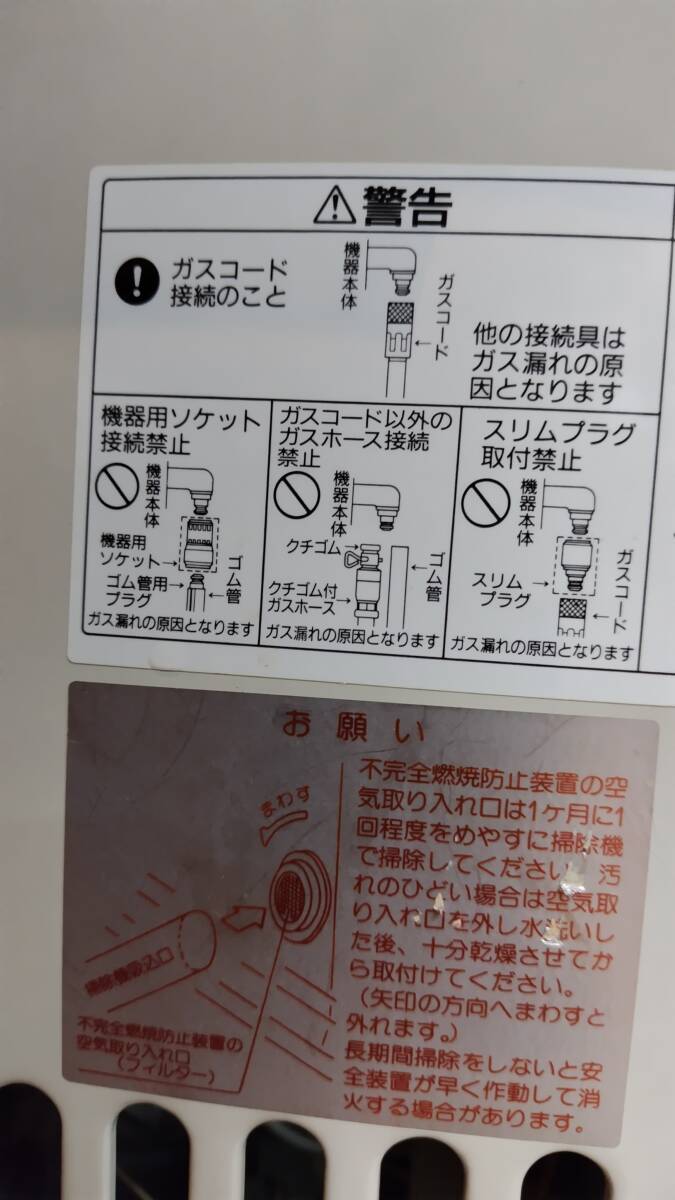 ⚠警告
ガスコード
接続のこと
機器本体
ガスコード
他の接続具は
ガス漏れの原
因となります
機器用ソケット
接続禁止
機器本体
機器用
ソケット
ゴム管用
プラグ
ゴム管
ガス漏れの原因となります
ガスコード以外の
ガスホース接続
禁止
機器本体
クチゴム
クチゴム付
ガスホース
ゴム管
ガス漏れの原因となります
スリムプラグ
取付禁止
機器本体
スリム
プラグ
ガスコード
ガス漏れの原因となります
お願い
まわす
掃除機吸込口
不完全燃焼防止装置の
空気取り入れ口
(フィルター)
不完全燃焼防止装置の空
気取り入れ口は1ヶ月に1
回程度をめやすに掃除機
で掃除してください。汚
れのひどい場合は空気取
り入れ口を外し水洗いし
た後、十分乾燥させてか
ら取付けてください。
(矢印の方向へまわすと
外れます。)
長期間掃除をしないと安
全装置が早く作動して消
火する場合があります。